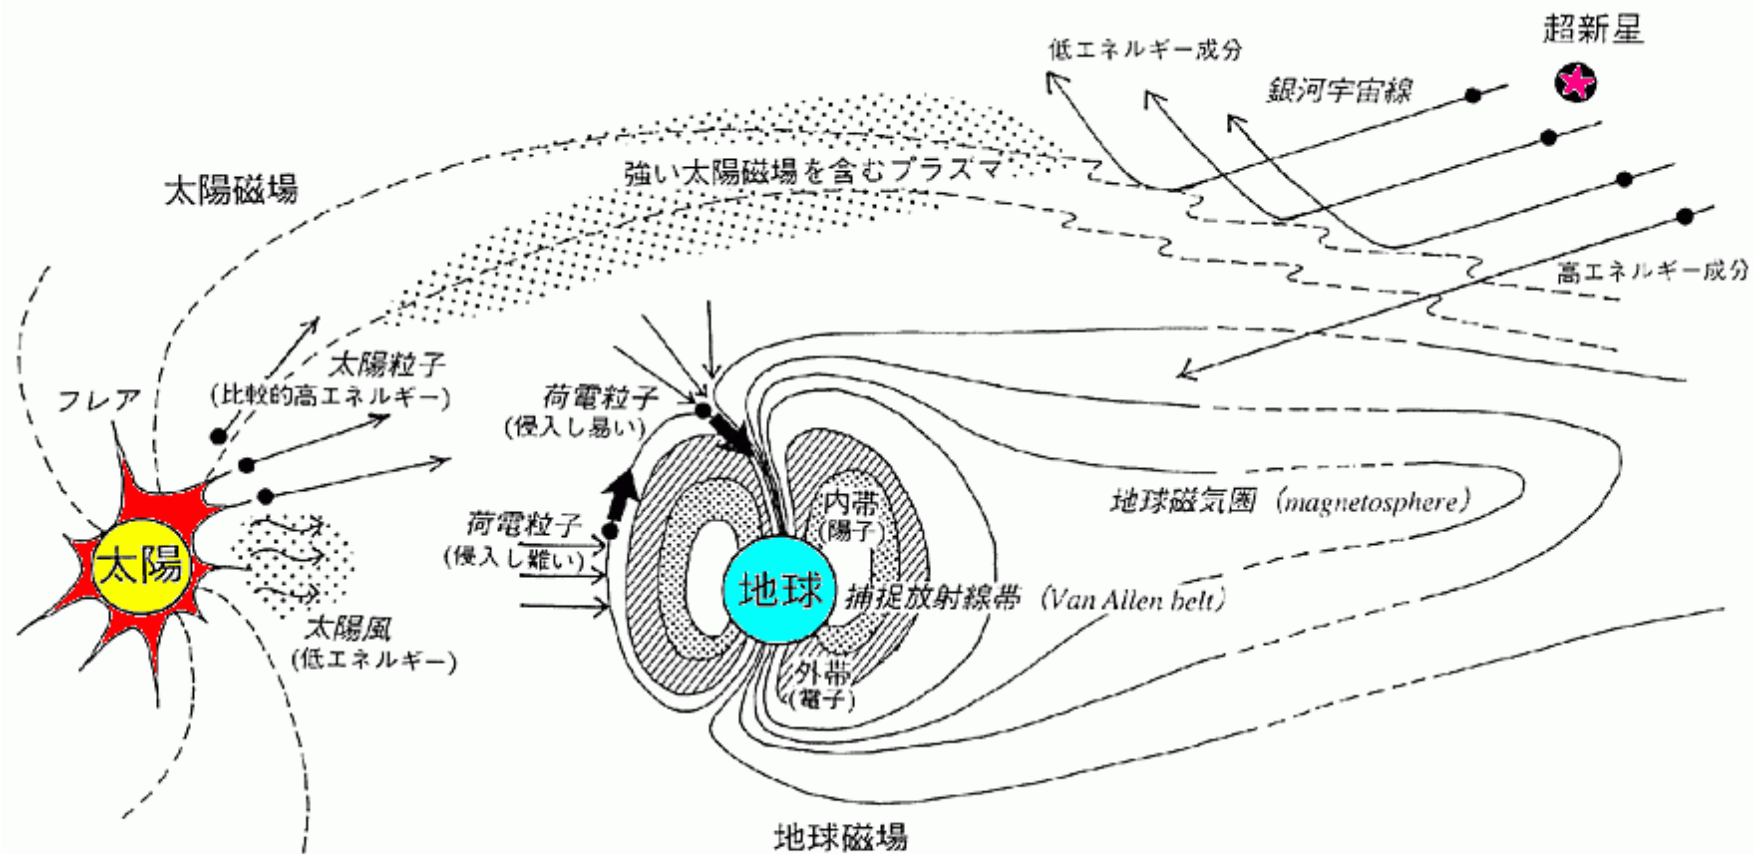 超新星
低エネルギー成分
銀河宇宙線
強い太陽磁場を含むプラズマ
太陽磁場
高エネルギー成分
太陽粒子
(比較的高エネルギー)
フレア
荷電粒子
(侵入し易い)
地球磁気圏 (magnetosphere)
内帯
(陽子)
荷電粒子
(侵入し難い)
太陽
地球
捕捉放射線帯 (Van Allen belt)
太陽風
(低エネルギー)
外帯
(電子)
地球磁場